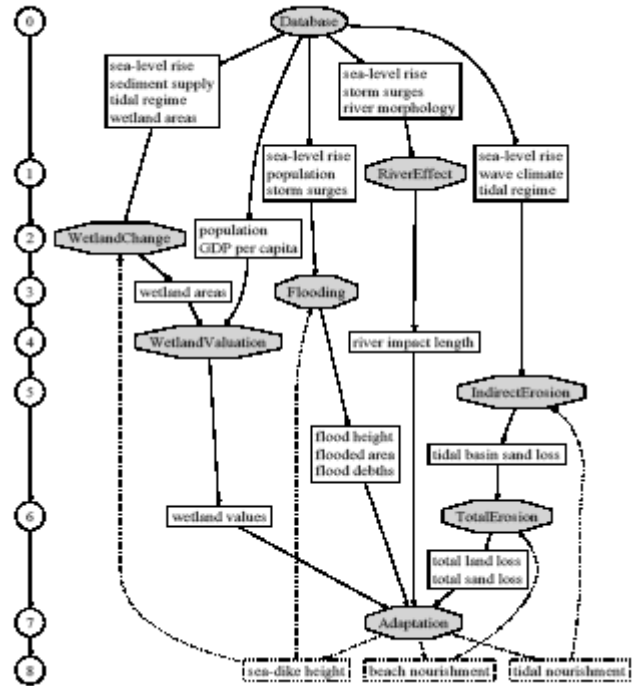 0
Database
sea-level rise
sediment supply
tidal regime
wetland areas
sea-level rise
storm surges
river morphology
1
sea-level rise
population
storm surges
RiverEffect
sea-level rise
wave climate
tidal regime
2
WetlandChange
population
GDP per capita
3
wetland areas
Flooding
4
WetlandValuation
river impact length
5
IndirectErosion
flood height
flooded area
flood debths
tidal basin sand loss
6
wetland values
TotalErosion
total land loss
total sand loss
7
Adaptation
8
sea-dike height
beach nourishment
tidal nourishment